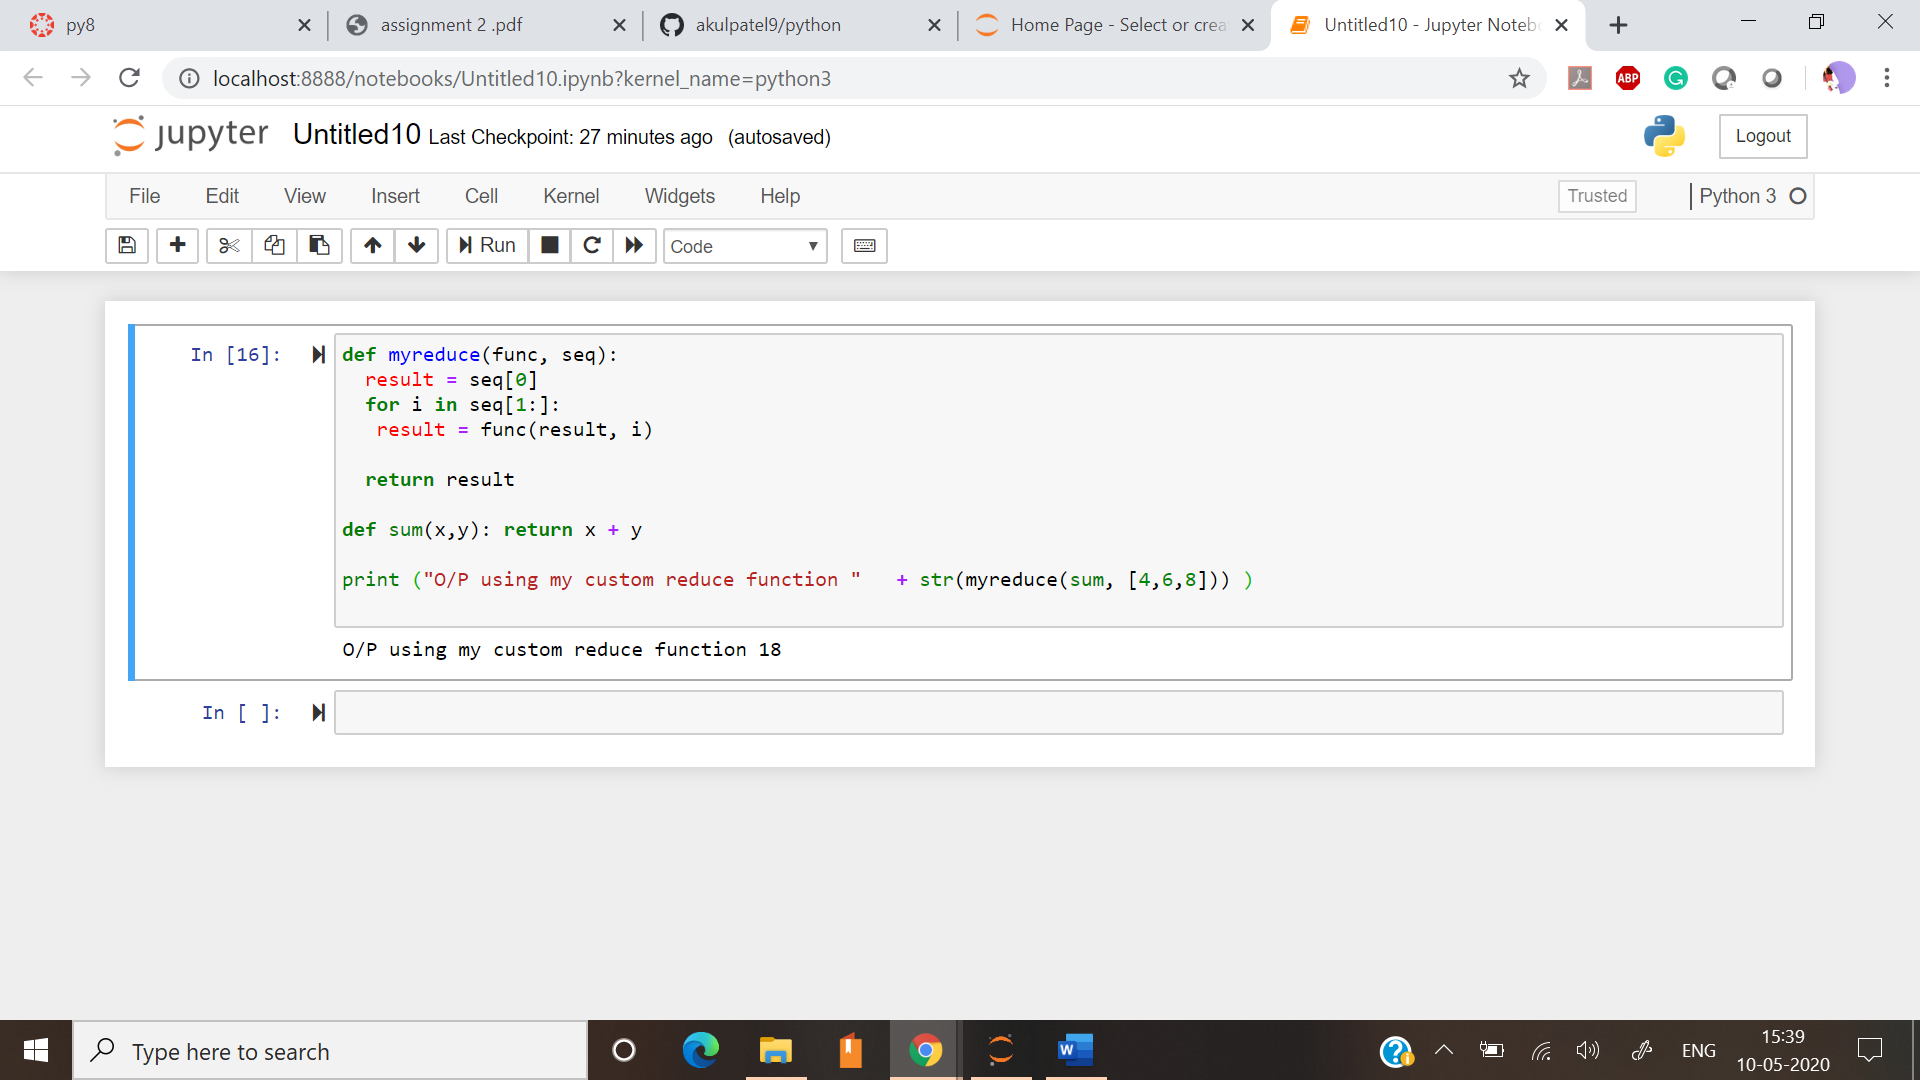 py8
assignment 2 .pdf
akulpatel9/python
Home Page - Select or crea
Untitled10 - Jupyter Notebo
localhost:8888/notebooks/Untitled10.ipynb?kernel_name=python3
ABP
jupyter Untitled10 Last Checkpoint: 27 minutes ago (autosaved)
Logout
File Edit View Insert Cell Kernel Widgets Help
Trusted
Python 3
Run
Code
In [16]:
def myreduce(func, seq):
  result = seq[0]
  for i in seq[1:]:
   result = func(result, i)
  return result
def sum(x,y): return x + y
print ("O/P using my custom reduce function "   + str(myreduce(sum, [4,6,8])) )
O/P using my custom reduce function 18
In [ ]:
Type here to search
W
ENG
15:39
10-05-2020